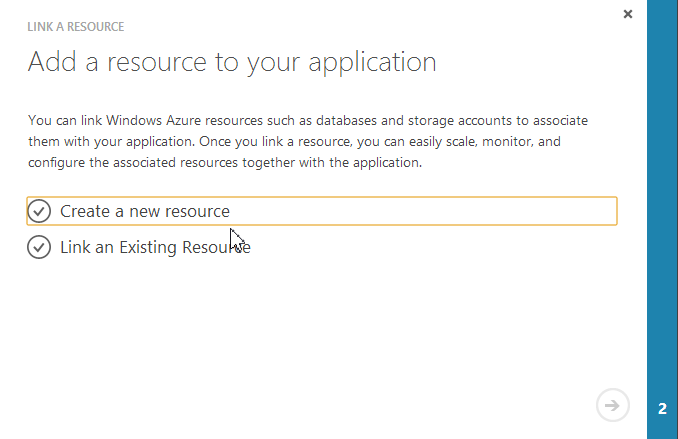 LINK A RESOURCE
Add a resource to your application
You can link Windows Azure resources such as databases and storage accounts to associate
them with your application. Once you link a resource, you can easily scale, monitor, and
configure the associated resources together with the application.
Create a new resource
Link an Existing Resource
2